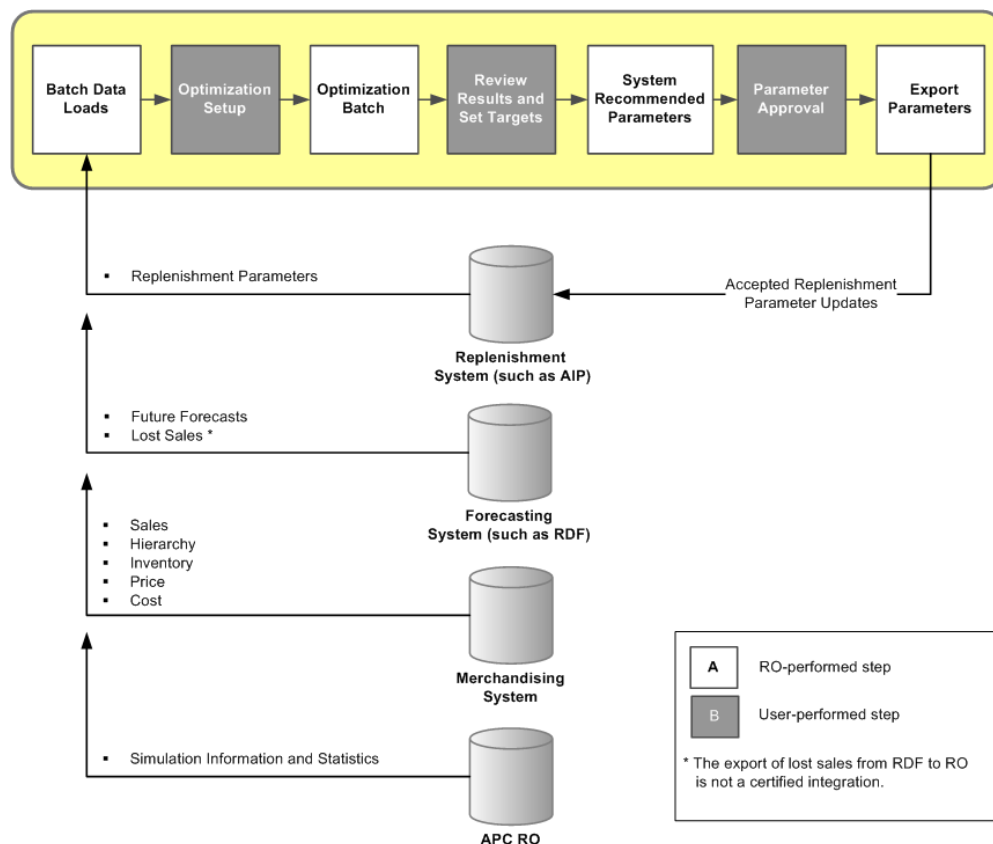 Batch Data
Loads
Optimization
Setup
Optimization
Batch
Review
Results and
Set Targets
System
Recommended
Parameters
Parameter
Approval
Export
Parameters
▪ Replenishment Parameters
Accepted Replenishment
Parameter Updates
Replenishment
System (such as AIP)
▪ Future Forecasts
▪ Lost Sales *
Forecasting
System (such as RDF)
▪ Sales
▪ Hierarchy
▪ Inventory
▪ Price
▪ Cost
Merchandising
System
▪ Simulation Information and Statistics
APC RO
A RO-performed step
B User-performed step
* The export of lost sales from RDF to RO
is not a certified integration.